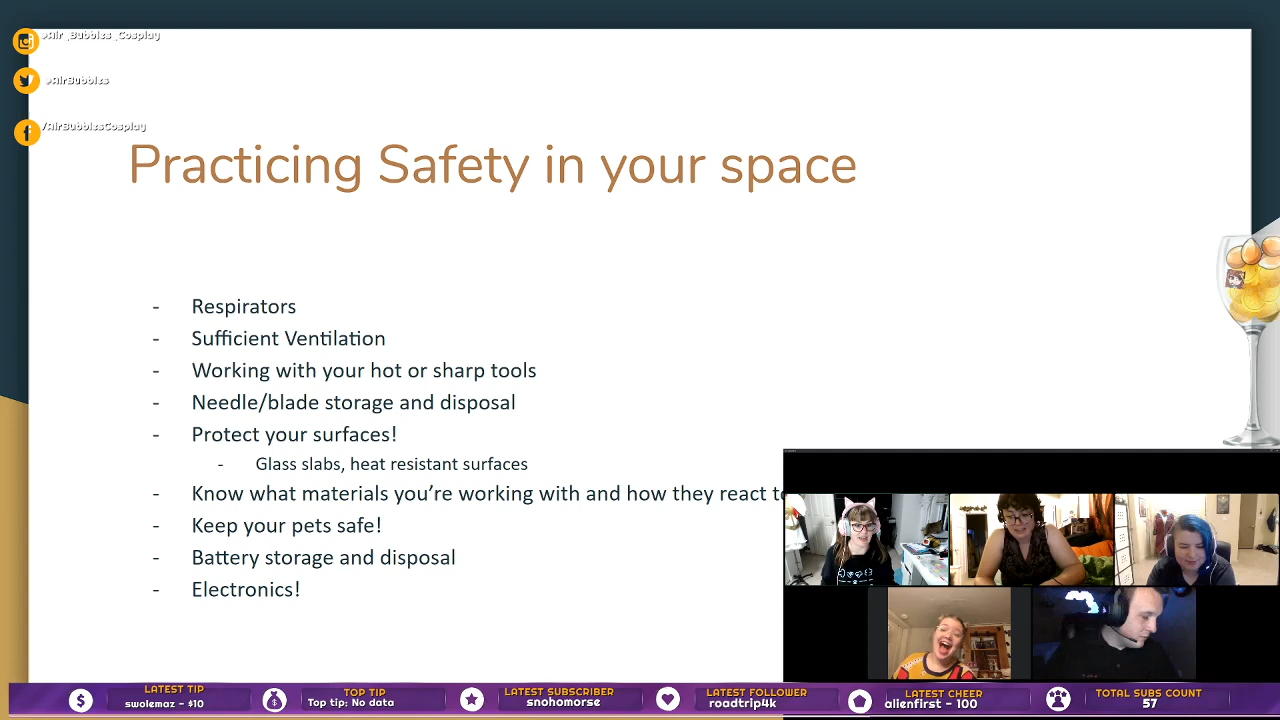 @Air_Bubbles_Cosplay
@AirBubbles
/AirBubblesCosplay
Practicing Safety in your space
- Respirators
- Sufficient Ventilation
- Working with your hot or sharp tools
- Needle/blade storage and disposal
- Protect your surfaces!
- Glass slabs, heat resistant surfaces
- Know what materials you're working with and how they react
- Keep your pets safe!
- Battery storage and disposal
- Electronics!
LATEST TIP
swolemaz - $10
TOP TIP
Top tip: No data
LATEST SUBSCRIBER
snohomorse
LATEST FOLLOWER
roadtrip4k
LATEST CHEER
alienfirst - 100
TOTAL SUBS COUNT
57